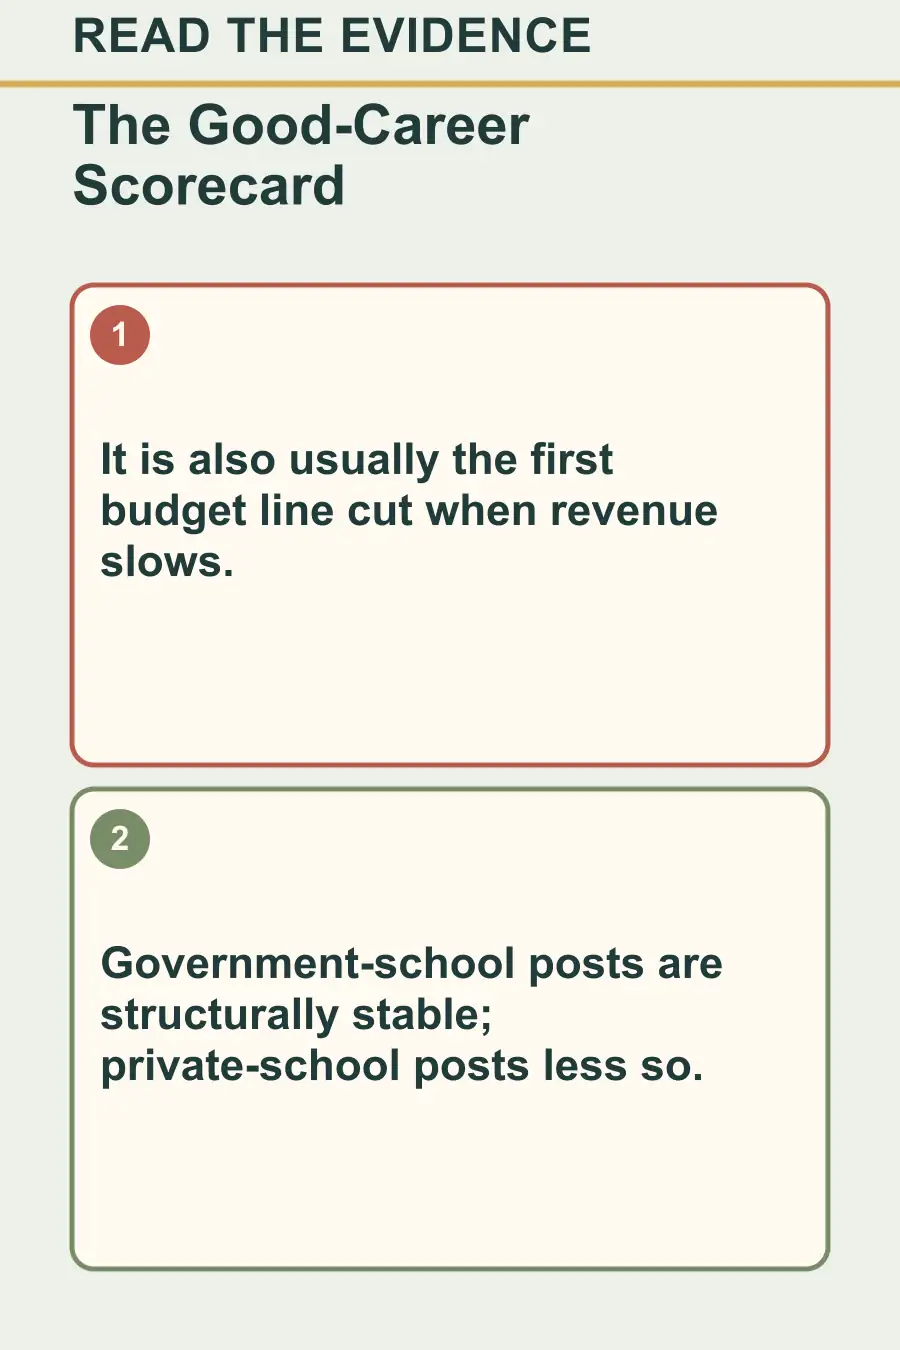 READ THE EVIDENCE
The Good-Career
Scorecard
1
It is also usually the first
budget line cut when revenue
slows.
2
Government-school posts are
structurally stable;
private-school posts less so.